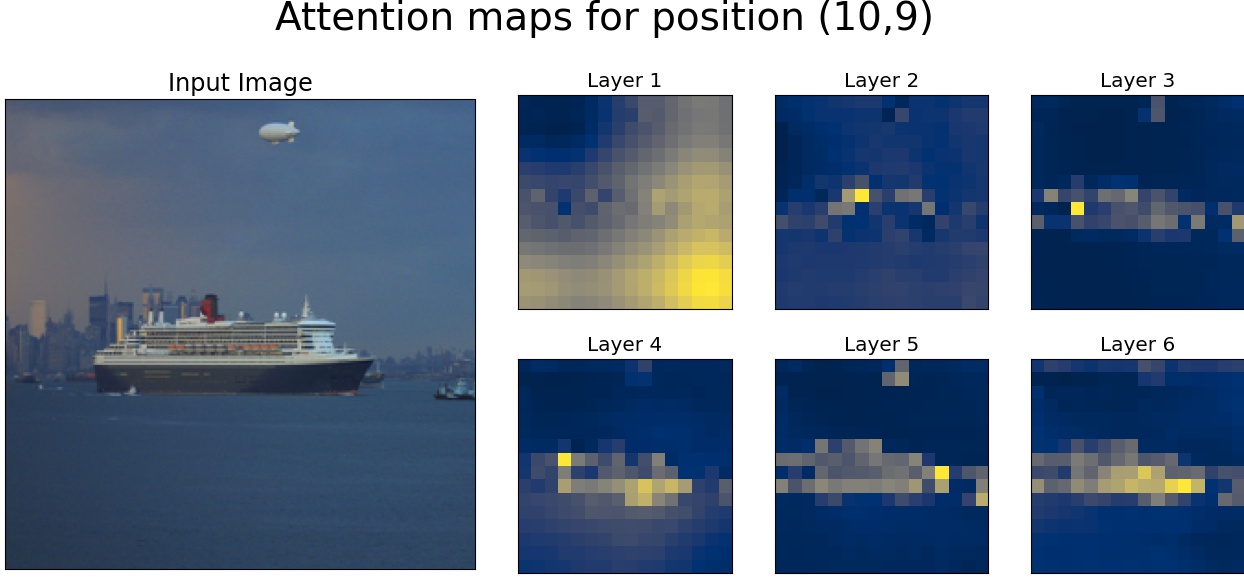 Attention maps for position (10,9)
Input Image
Layer 1
Layer 2
Layer 3
Layer 4
Layer 5
Layer 6